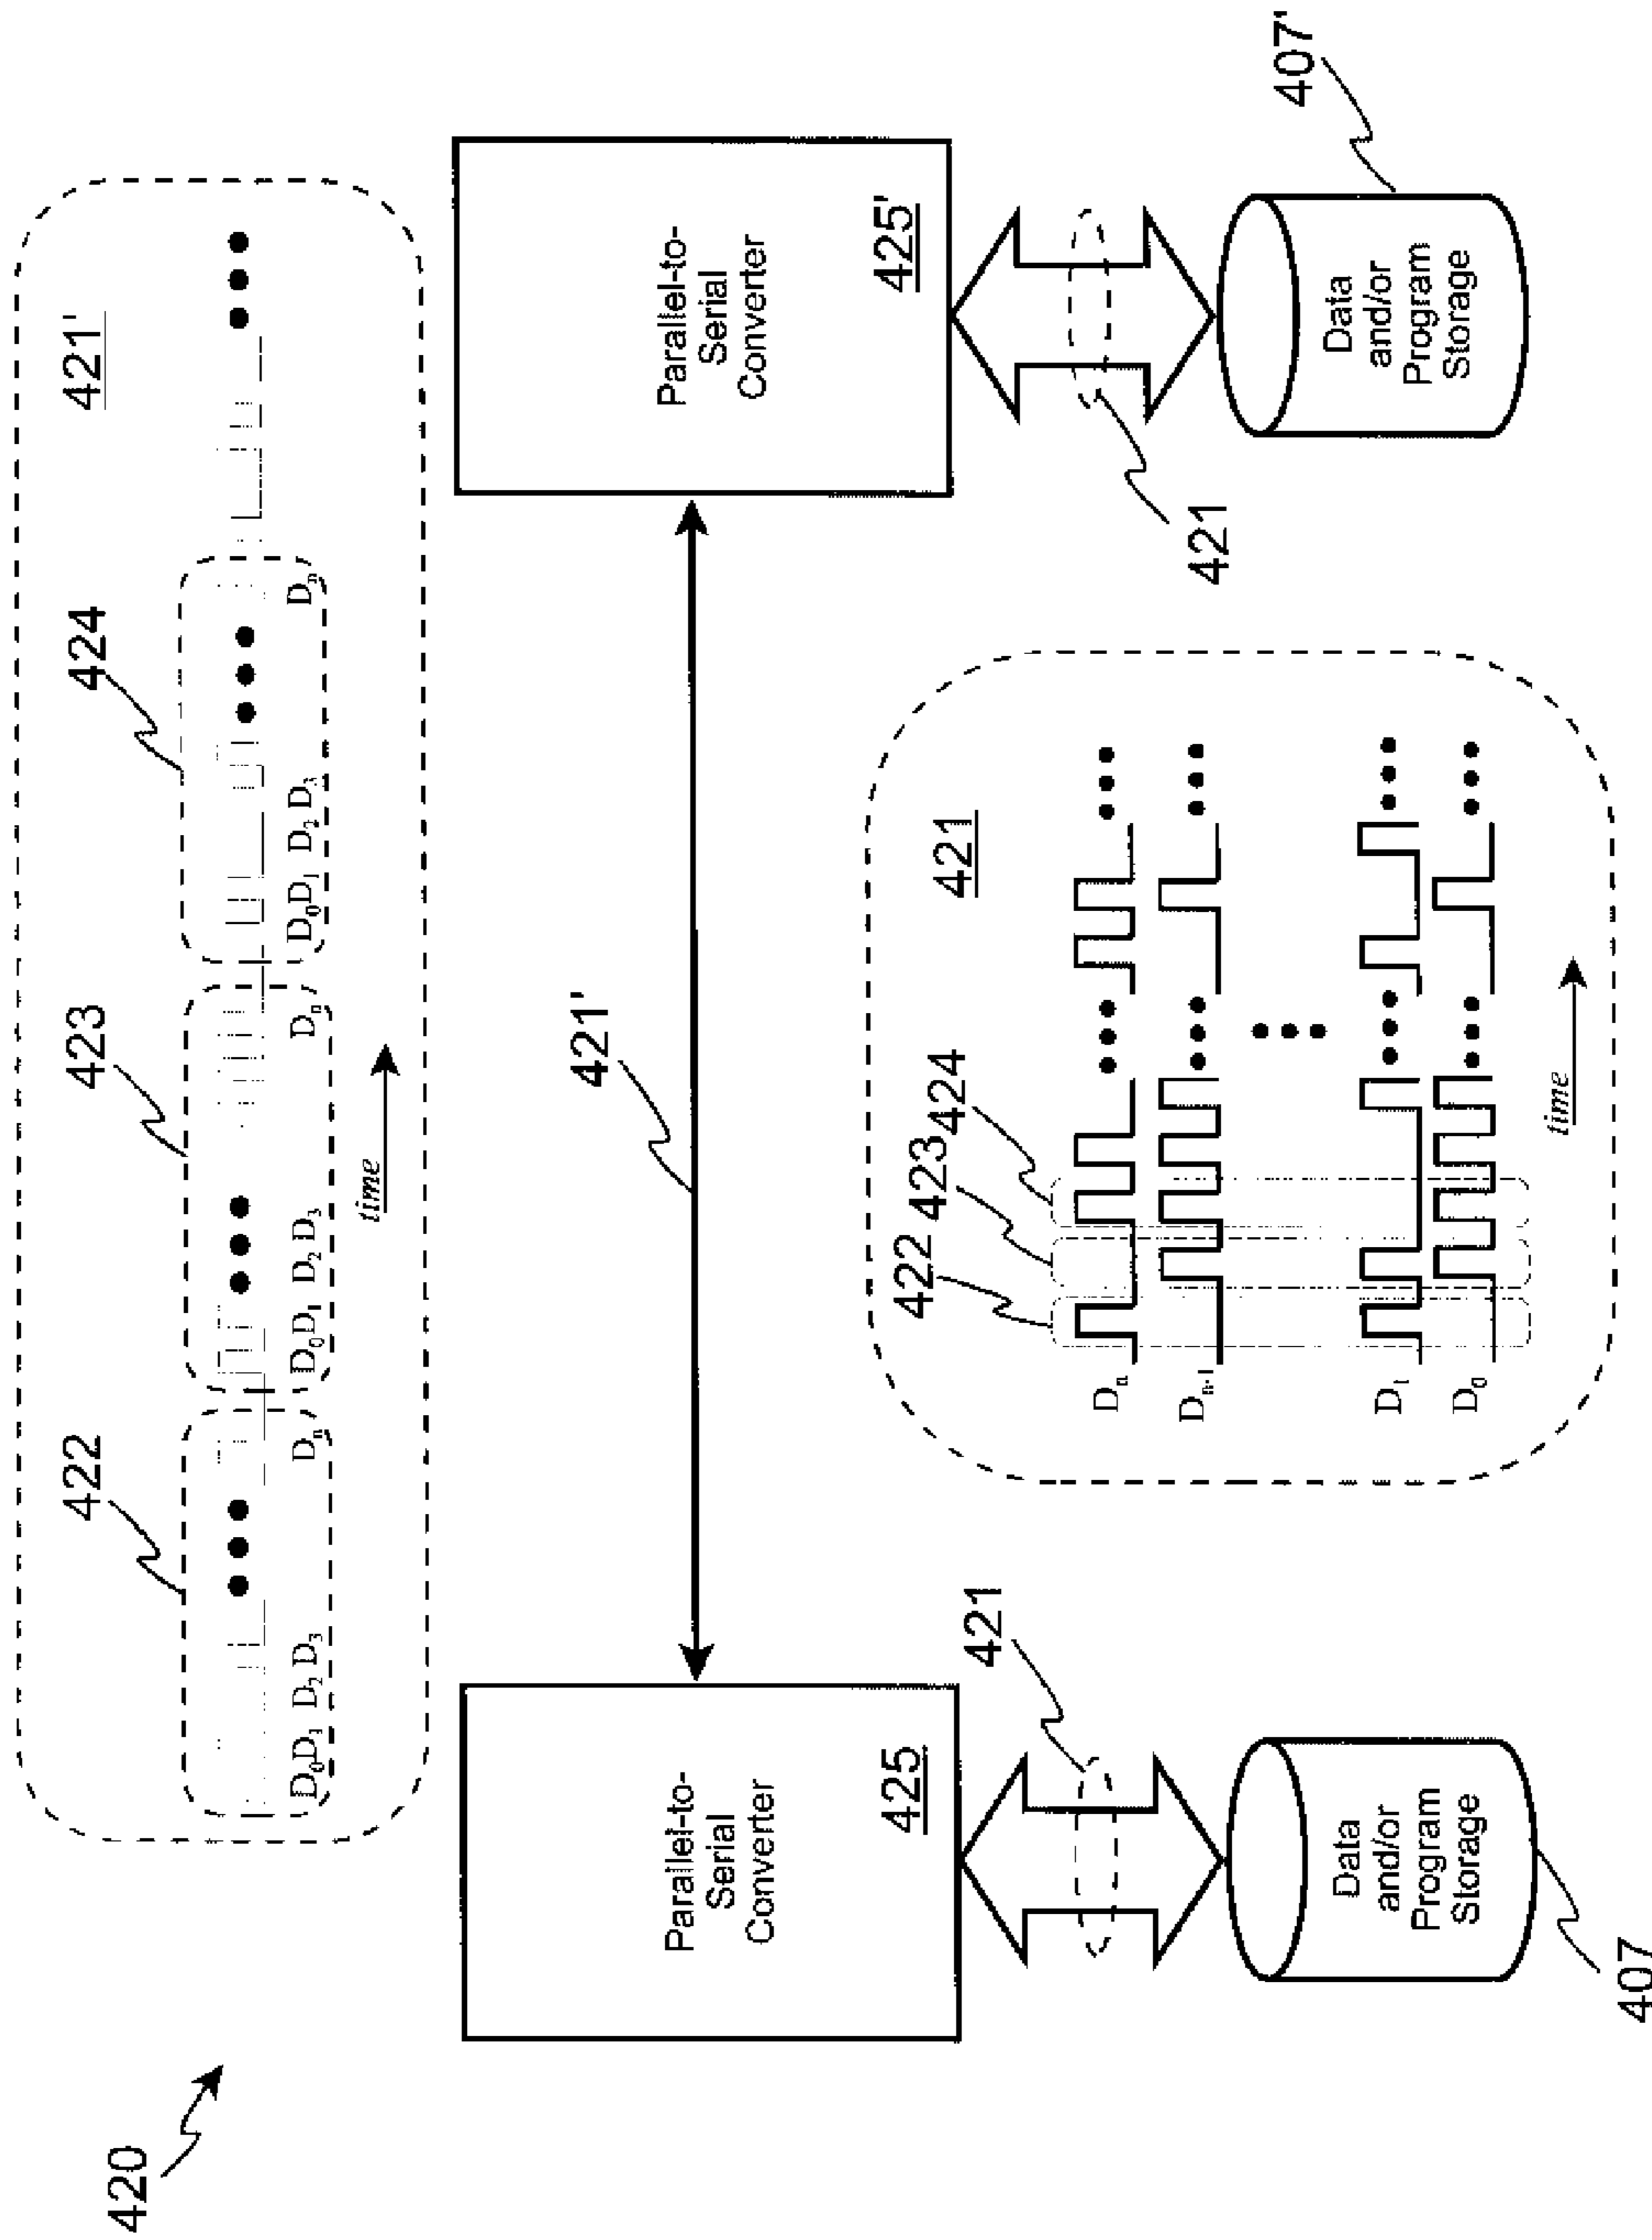 420
422
423
424
421'
D₀ D₁ D₂ D₃ Dₙ
D₀ D₁ D₂ D₃ Dₙ
D₀ D₁ D₂ D₃ Dₙ
time
421'
Parallel-to-
Serial
Converter
425
Parallel-to-
Serial
Converter
425'
421
421
422
423
424
421
Dₙ
Dₙ₋₁
D₁
D₀
time
Data
and/or
Program
Storage
407
Data
and/or
Program
Storage
407'